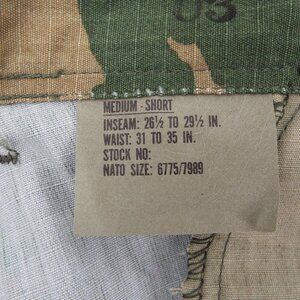 03
MEDIUM - SHORT
INSEAM: 26½ TO 29½ IN.
WAIST: 31 TO 35 IN.
STOCK NO:
NATO SIZE: 6775/7989